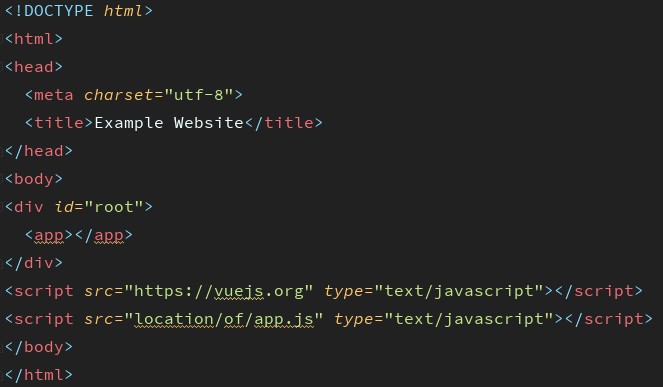 <!DOCTYPE html>
<html>
<head>
  <meta charset="utf-8">
  <title>Example Website</title>
</head>
<body>
<div id="root">
  <app></app>
</div>
<script src="https://vuejs.org" type="text/javascript"></script>
<script src="location/of/app.js" type="text/javascript"></script>
</body>
</html>